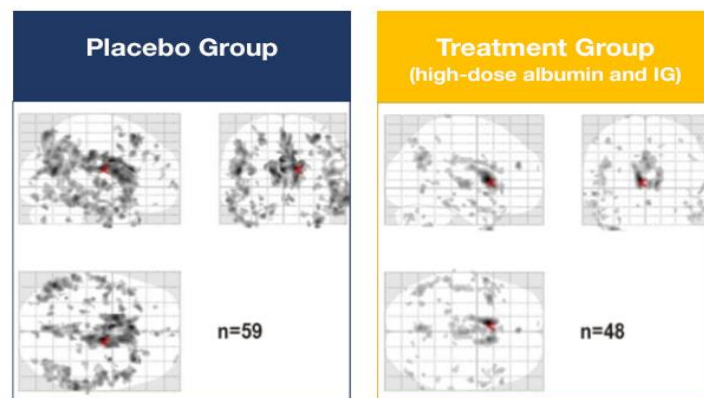 Placebo Group
n=59
Treatment Group
(high-dose albumin and IG)
n=48